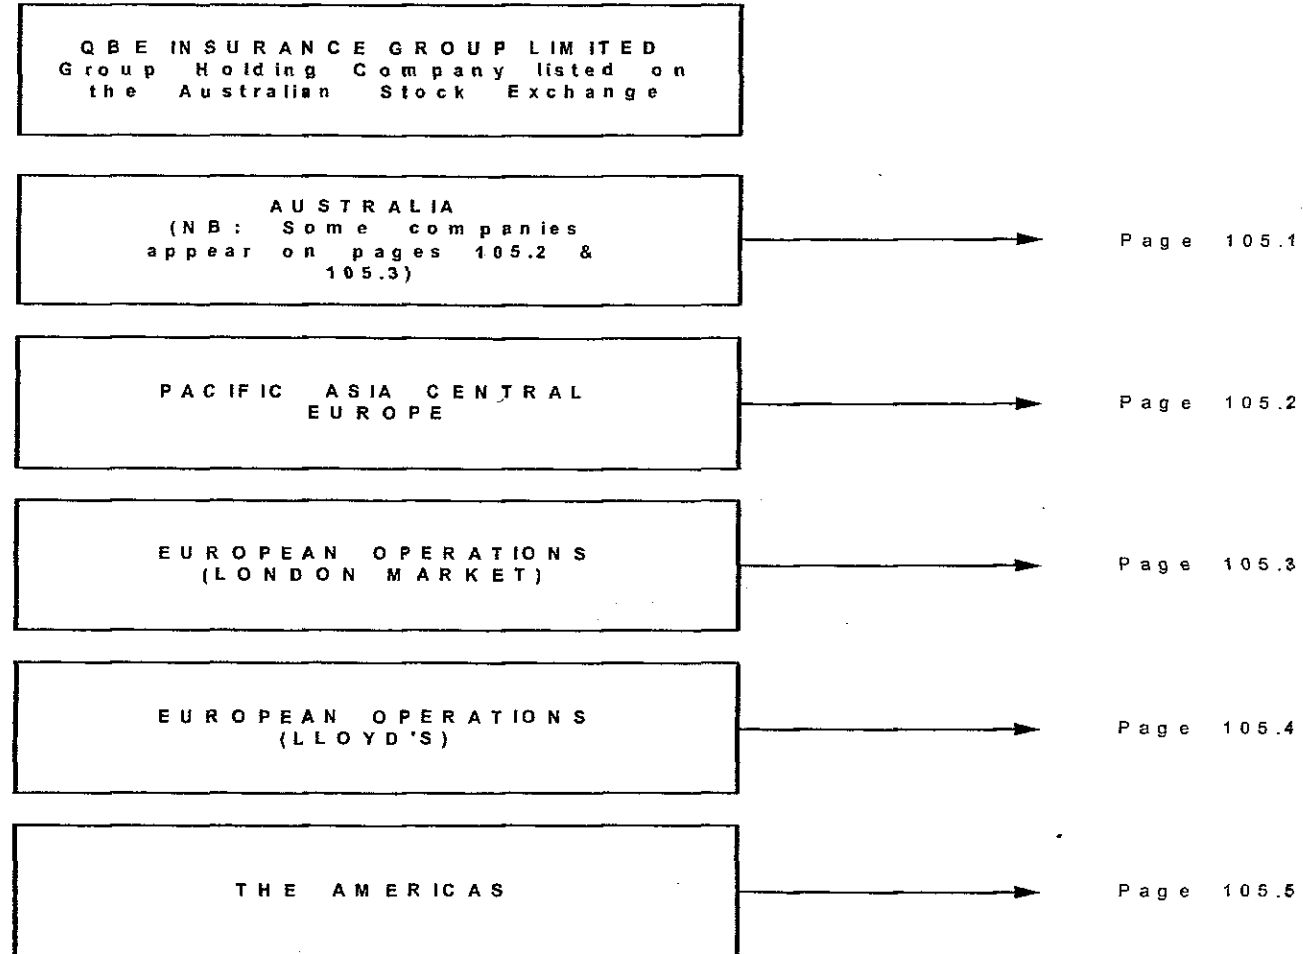 QBE INSURANCE GROUP LIMITED
Group Holding Company listed on
the Australian Stock Exchange
AUSTRALIA
(NB: Some companies
appear on pages 105.2 &
105.3)
Page 105.1
PACIFIC ASIA CENTRAL
EUROPE
Page 105.2
EUROPEAN OPERATIONS
(LONDON MARKET)
Page 105.3
EUROPEAN OPERATIONS
(LLOYD'S)
Page 105.4
THE AMERICAS
Page 105.5